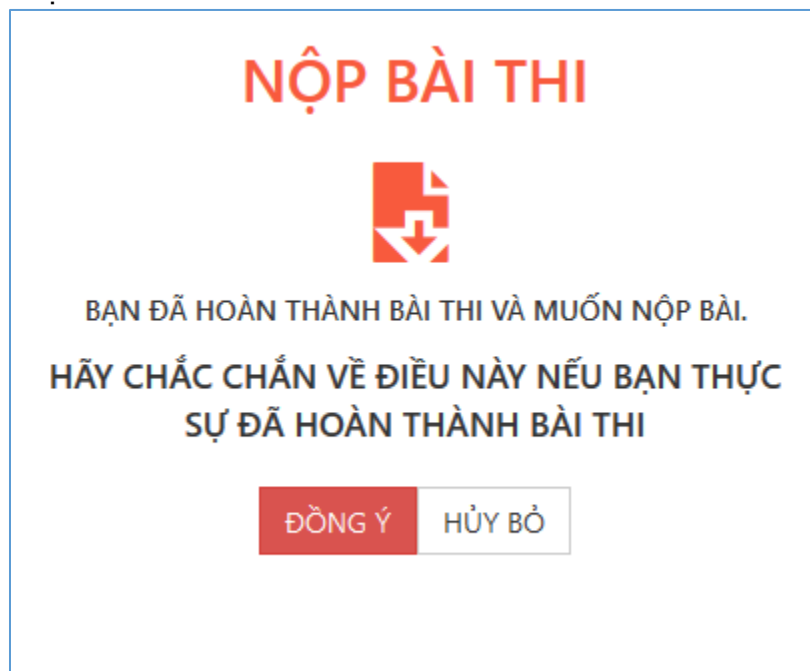 NỘP BÀI THI
BẠN ĐÃ HOÀN THÀNH BÀI THI VÀ MUỐN NỘP BÀI.
HÃY CHẮC CHẮN VỀ ĐIỀU NÀY NẾU BẠN THỰC
SỰ ĐÃ HOÀN THÀNH BÀI THI
ĐỒNG Ý HỦY BỎ